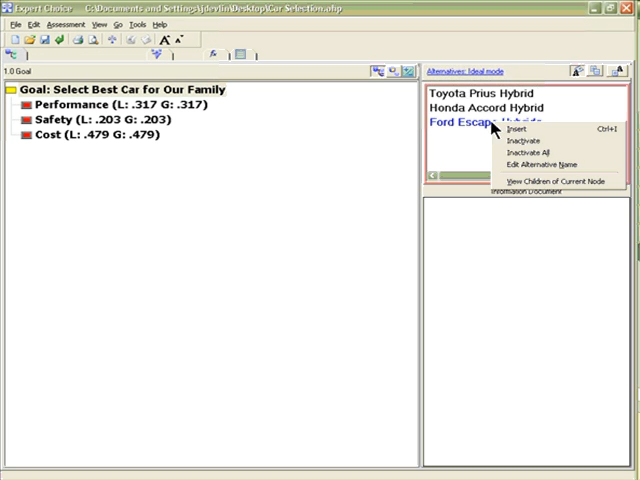 Expert Choice C:\Documents and Settings\jdevlin\Desktop\Car Selection.ahp
File Edit Assessment View Go Tools Help
A A
1.0 Goal
Goal: Select Best Car for Our Family
Performance (L: .317 G: .317)
Safety (L: .203 G: .203)
Cost (L: .479 G: .479)
Alternatives: Ideal mode
Toyota Prius Hybrid
Honda Accord Hybrid
Ford Escape
Insert Ctrl+I
Inactivate
Inactivate All
Edit Alternative Name
View Children of Current Node
Information Document